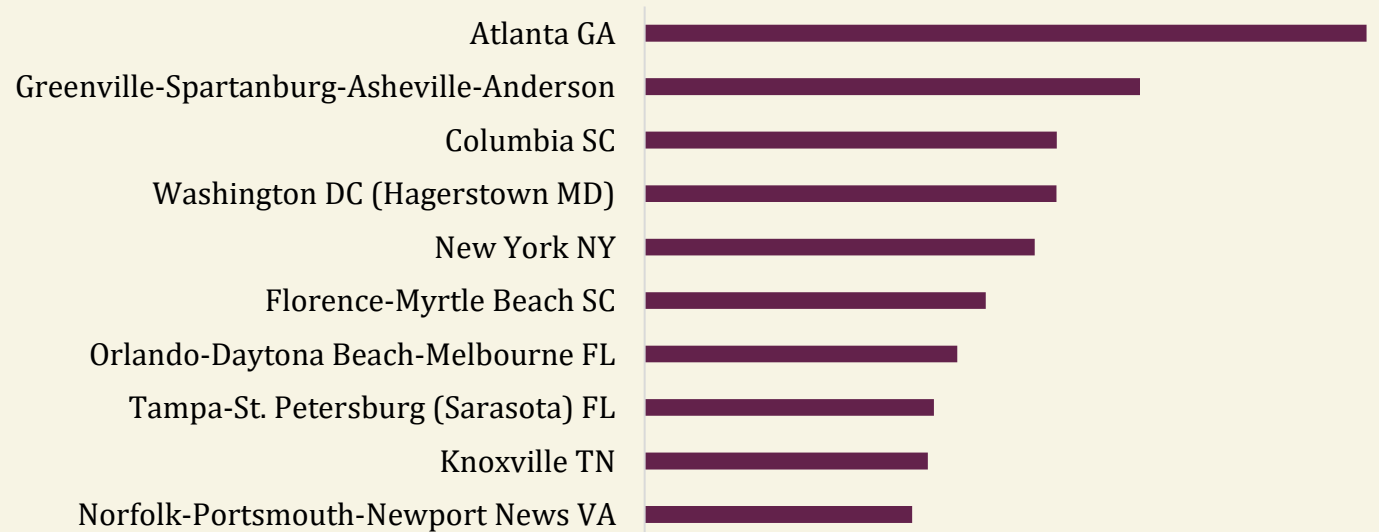 Atlanta GA
Greenville-Spartanburg-Asheville-Anderson
Columbia SC
Washington DC (Hagerstown MD)
New York NY
Florence-Myrtle Beach SC
Orlando-Daytona Beach-Melbourne FL
Tampa-St. Petersburg (Sarasota) FL
Knoxville TN
Norfolk-Portsmouth-Newport News VA